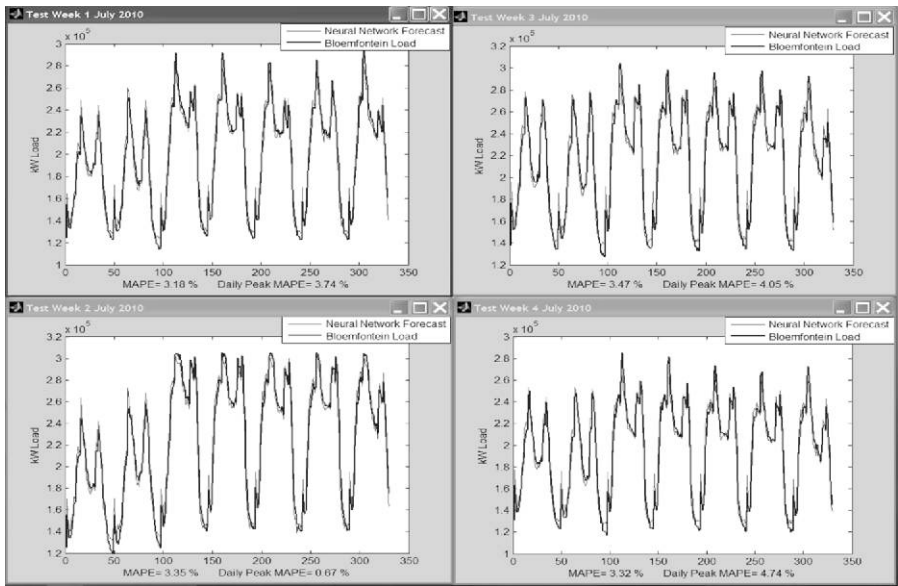 Test Week 1 July 2010
x 10^5
Neural Network Forecast
Bloemfontein Load
3
2.8
2.6
2.4
2.2
2
1.8
1.6
1.4
1.2
kW Load
0 50 100 150 200 250 300 350
MAPE= 3.18 % Daily Peak MAPE= 3.74 %
Test Week 3 July 2010
x 10^5
Neural Network Forecast
Bloemfontein Load
3.2
3
2.8
2.6
2.4
2.2
2
1.8
1.6
1.4
1.2
kW Load
0 50 100 150 200 250 300 350
MAPE= 3.47 % Daily Peak MAPE= 4.05 %
Test Week 2 July 2010
x 10^5
Neural Network Forecast
Bloemfontein Load
3.2
3
2.8
2.6
2.4
2.2
2
1.8
1.6
1.4
1.2
kW Load
0 50 100 150 200 250 300 350
MAPE= 3.35 % Daily Peak MAPE= 0.67 %
Test Week 4 July 2010
x 10^5
Neural Network Forecast
Bloemfontein Load
3
2.8
2.6
2.4
2.2
2
1.8
1.6
1.4
1.2
1
kW Load
0 50 100 150 200 250 300 350
MAPE= 3.32 % Daily Peak MAPE= 4.74 %